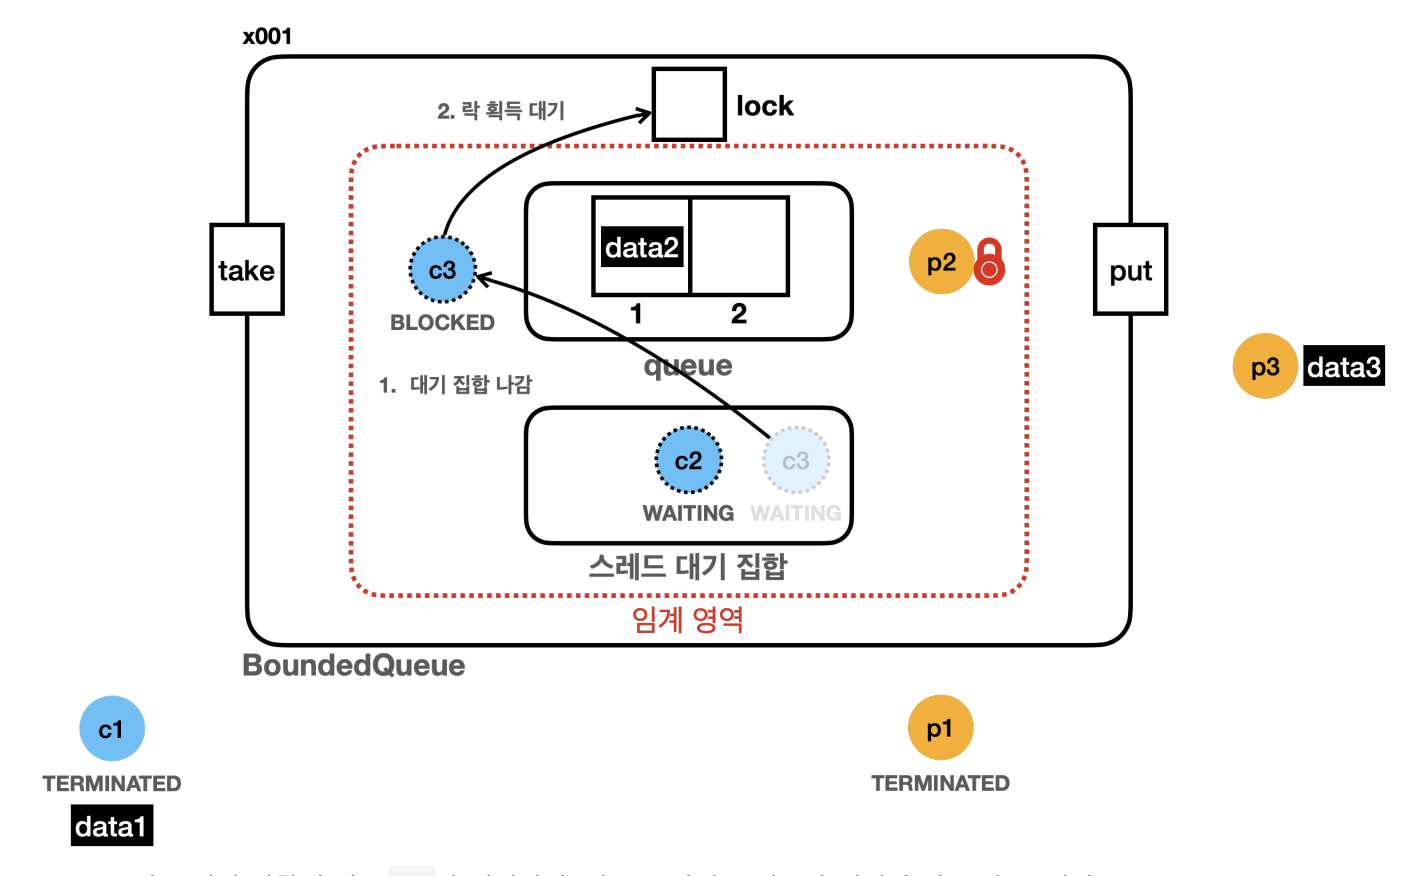 x001
lock
2. 락 획득 대기
take
c3
BLOCKED
data2
1 2
queue
p2
put
p3 data3
1. 대기 집합 나감
c2 c3
WAITING WAITING
스레드 대기 집합
임계 영역
BoundedQueue
c1
TERMINATED
data1
p1
TERMINATED